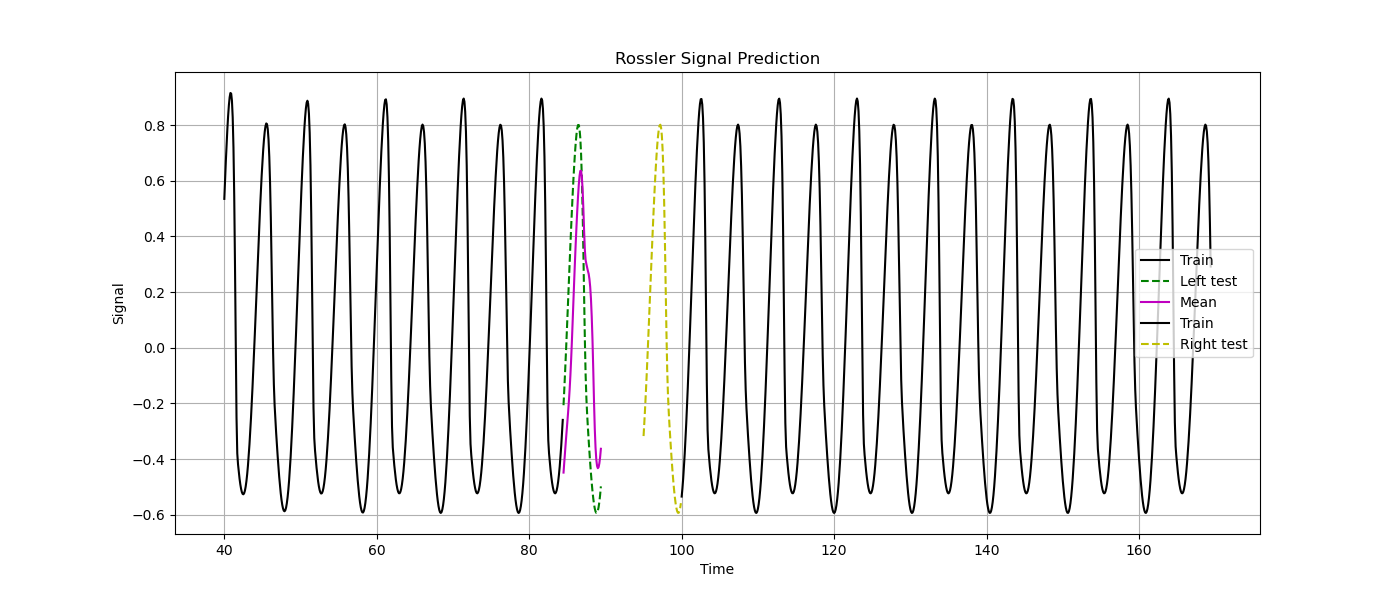 Rossler Signal Prediction
Signal
0.8
0.6
0.4
0.2
0.0
−0.2
−0.4
−0.6
Train
Left test
Mean
Train
Right test
40
60
80
100
120
140
160
Time